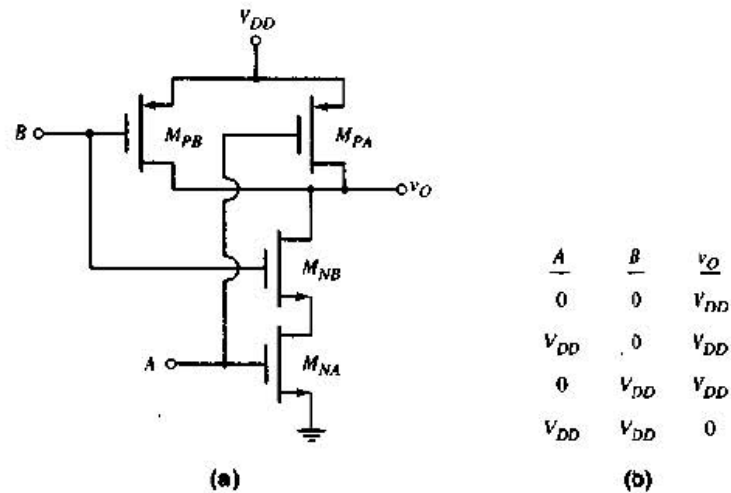 V_DD
B
M_PB
M_PA
v_O
M_NB
A
M_NA
(a)
A B v_O
0 0 V_DD
V_DD 0 V_DD
0 V_DD V_DD
V_DD V_DD 0
(b)